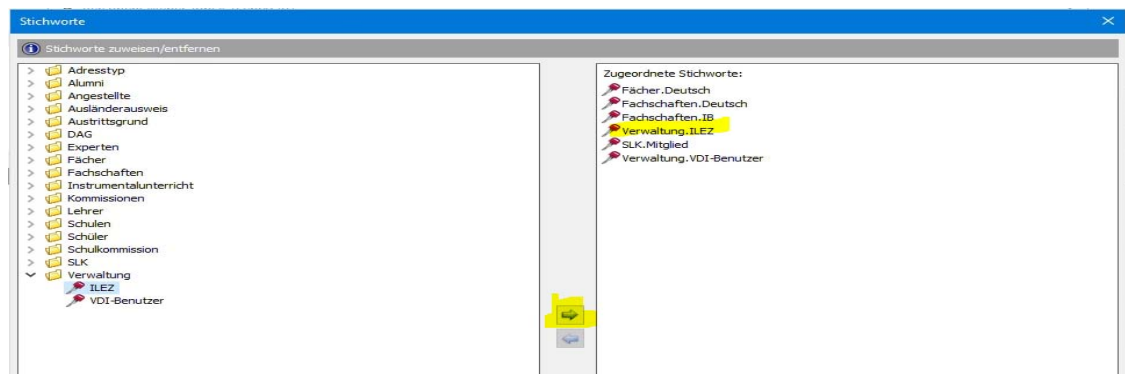 Stichworte
Stichworte zuweisen/entfernen
Adresstyp
Alumni
Angestellte
Ausländerausweis
Austrittsgrund
DAG
Experten
Fächer
Fachschaften
Instrumentalunterricht
Kommissionen
Lehrer
Schulen
Schüler
Schulkommission
SLK
Verwaltung
ILEZ
VDI-Benutzer
Zugeordnete Stichworte:
Fächer.Deutsch
Fachschaften.Deutsch
Fachschaften.IB
Verwaltung.ILEZ
SLK.Mitglied
Verwaltung.VDI-Benutzer